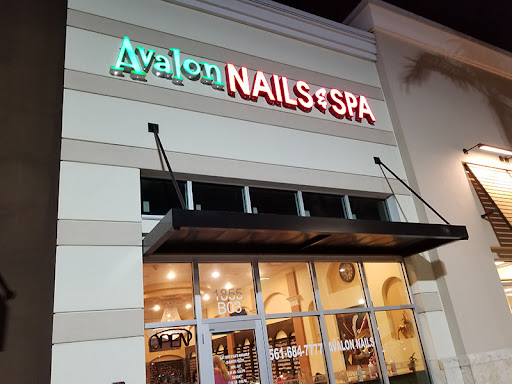 Avalon NAILS & SPA
1855
B03
OPEN
561-684-7777
AVALON NAILS